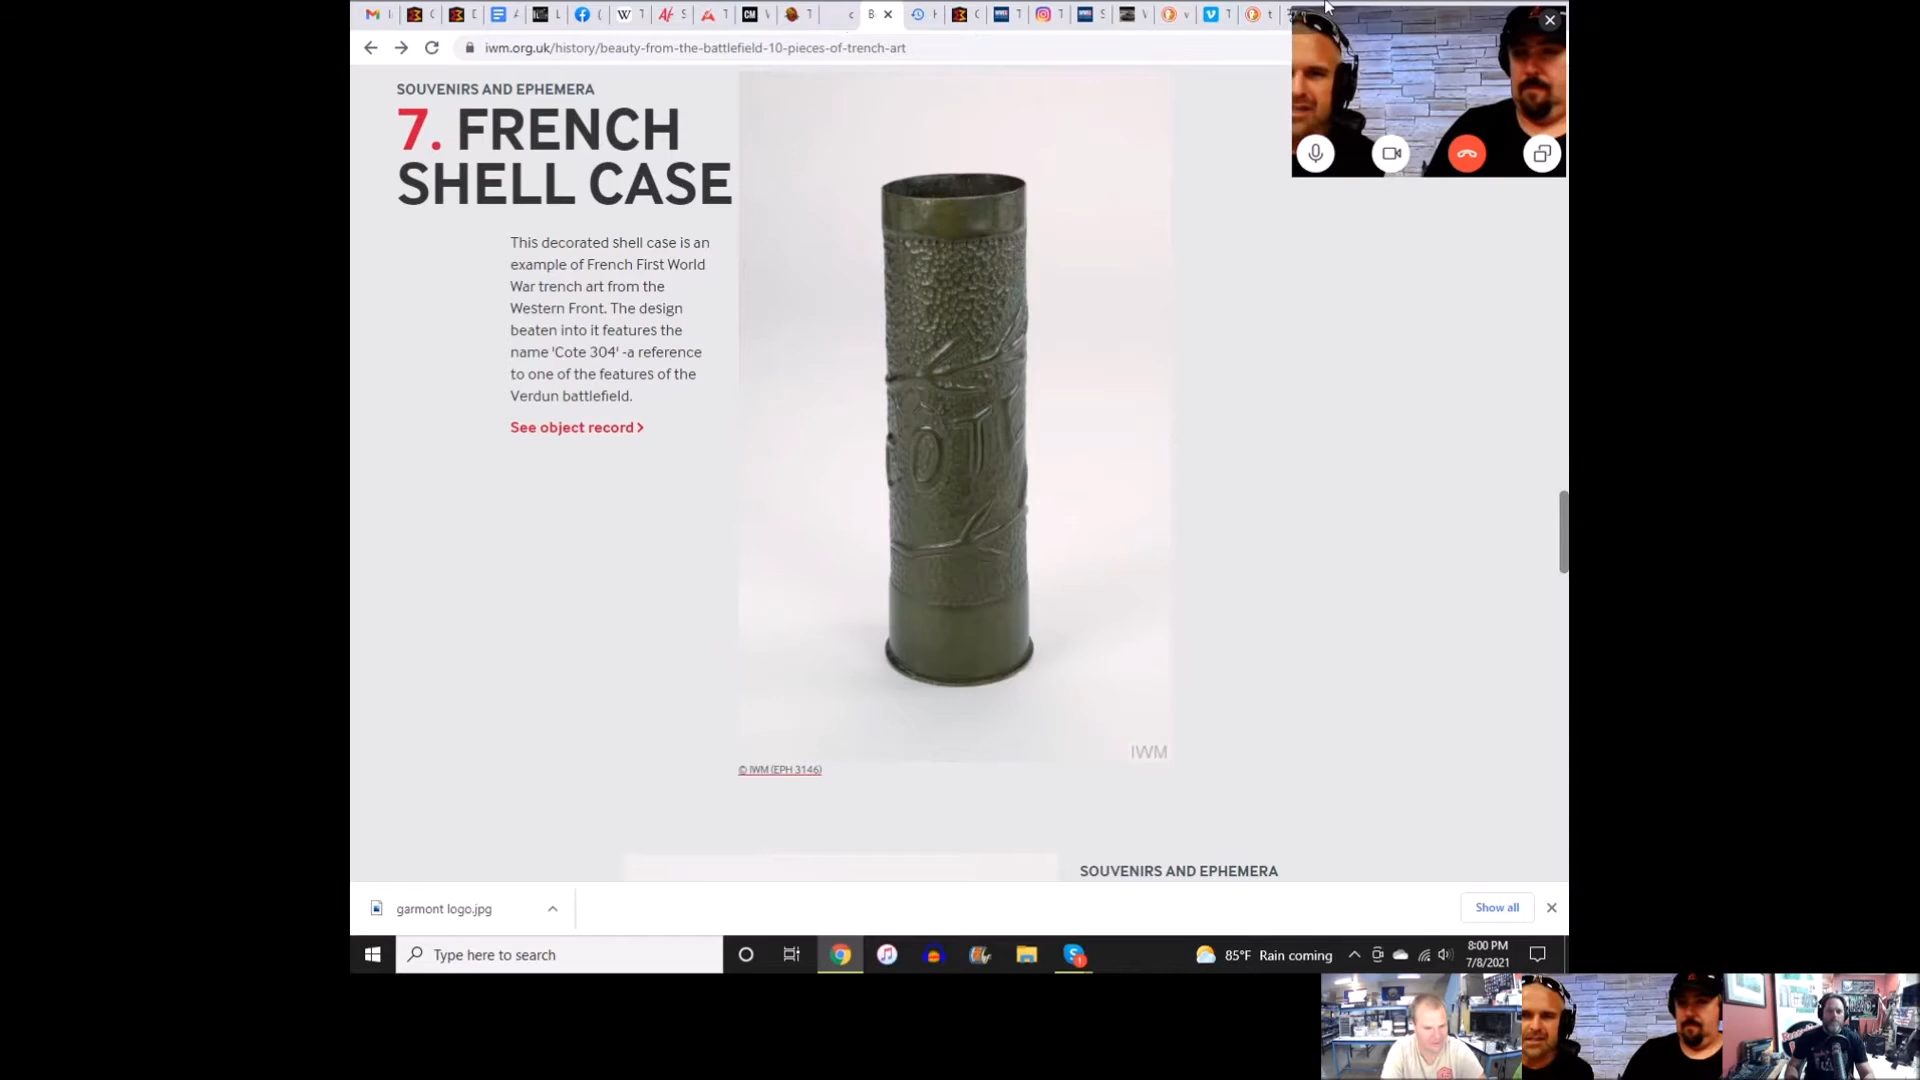 iwm.org.uk/history/beauty-from-the-battlefield-10-pieces-of-trench-art
SOUVENIRS AND EPHEMERA
7. FRENCH
SHELL CASE
This decorated shell case is an
example of French First World
War trench art from the
Western Front. The design
beaten into it features the
name 'Cote 304' -a reference
to one of the features of the
Verdun battlefield.
See object record >
COTE
IWM
© IWM (EPH 3146)
SOUVENIRS AND EPHEMERA
garmont logo.jpg
Show all
Type here to search
85°F Rain coming
8:00 PM
7/8/2021